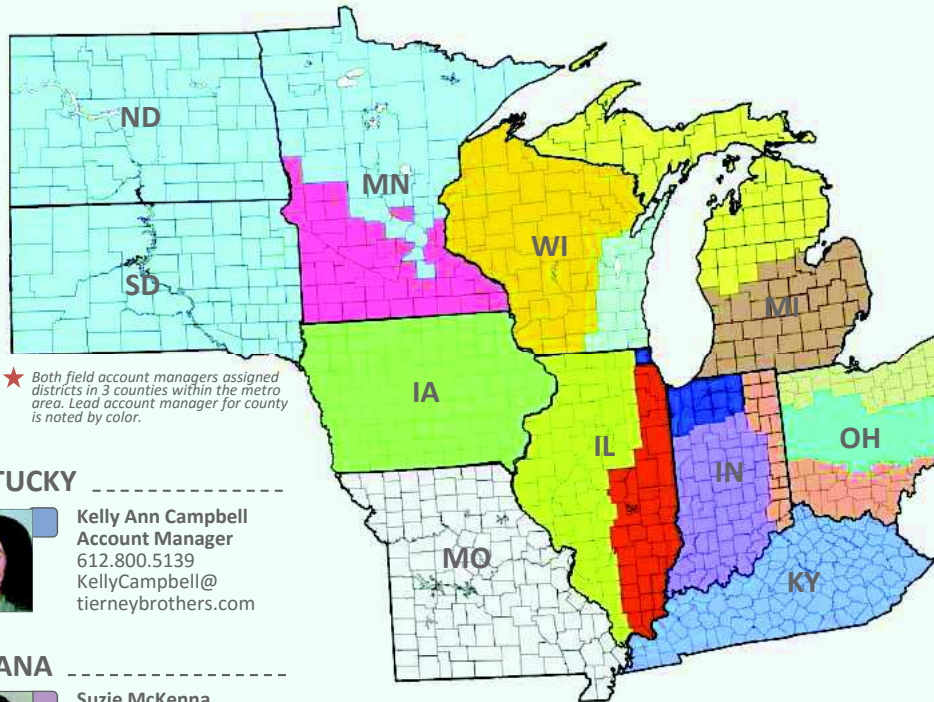 ND
MN
SD
WI
MI
IA
IL
IN
OH
MO
KY
Both field account managers assigned
districts in 3 counties within the metro
area. Lead account manager for county
is noted by color.
TUCKY
Kelly Ann Campbell
Account Manager
612.800.5139
KellyCampbell@
tierneybrothers.com
ANA
Suzie McKenna